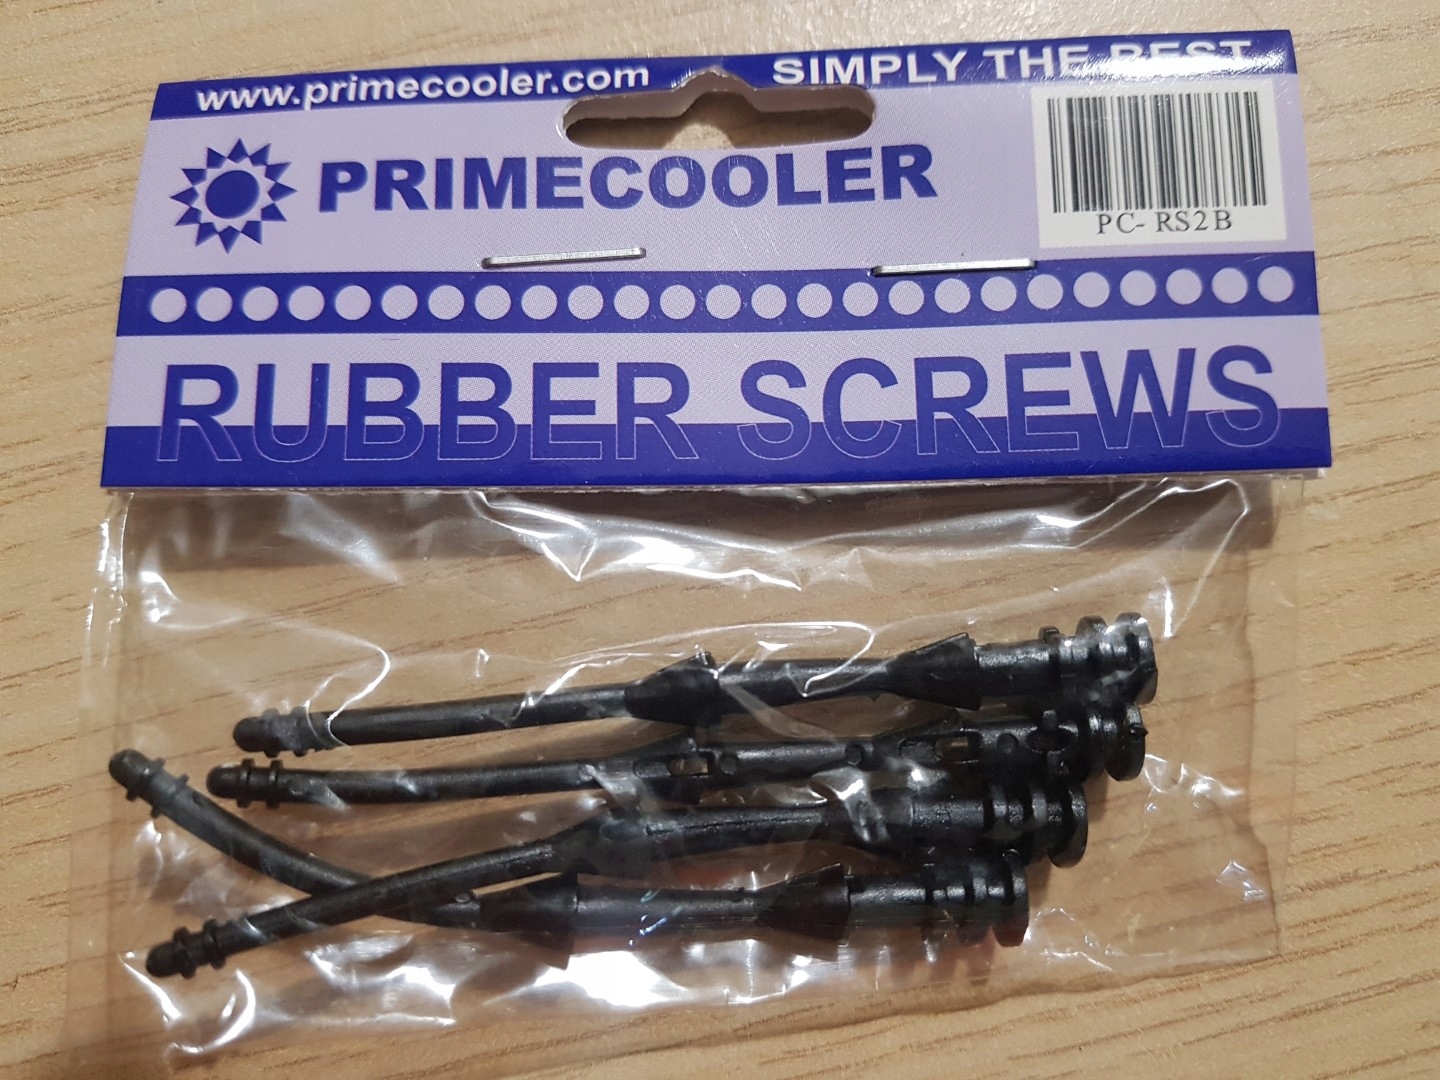 www.primecooler.com SIMPLY THE BEST
PRIMECOOLER
PC- RS2B
RUBBER SCREWS